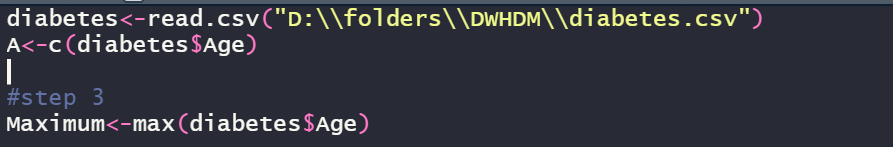 diabetes<-read.csv("D:\\folders\\DWHDM\\diabetes.csv")
A<-c(diabetes$Age)
#step 3
Maximum<-max(diabetes$Age)